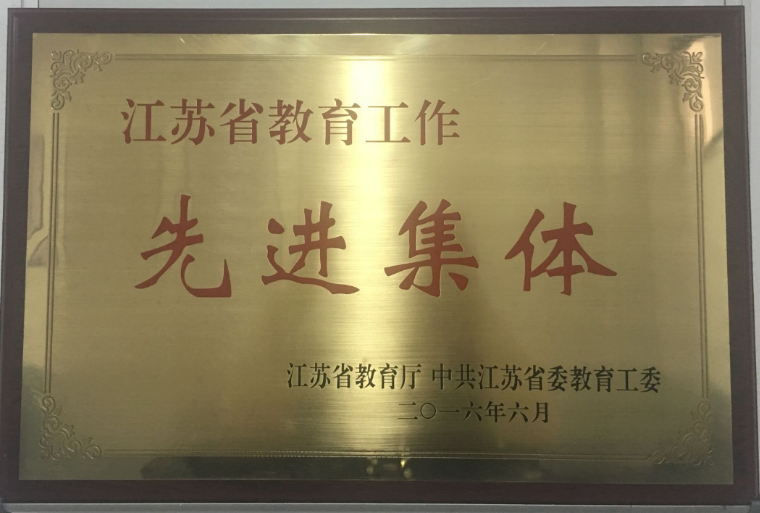 江苏省教育工作
先进集体
江苏省教育厅 中共江苏省委教育工委
二〇一六年六月